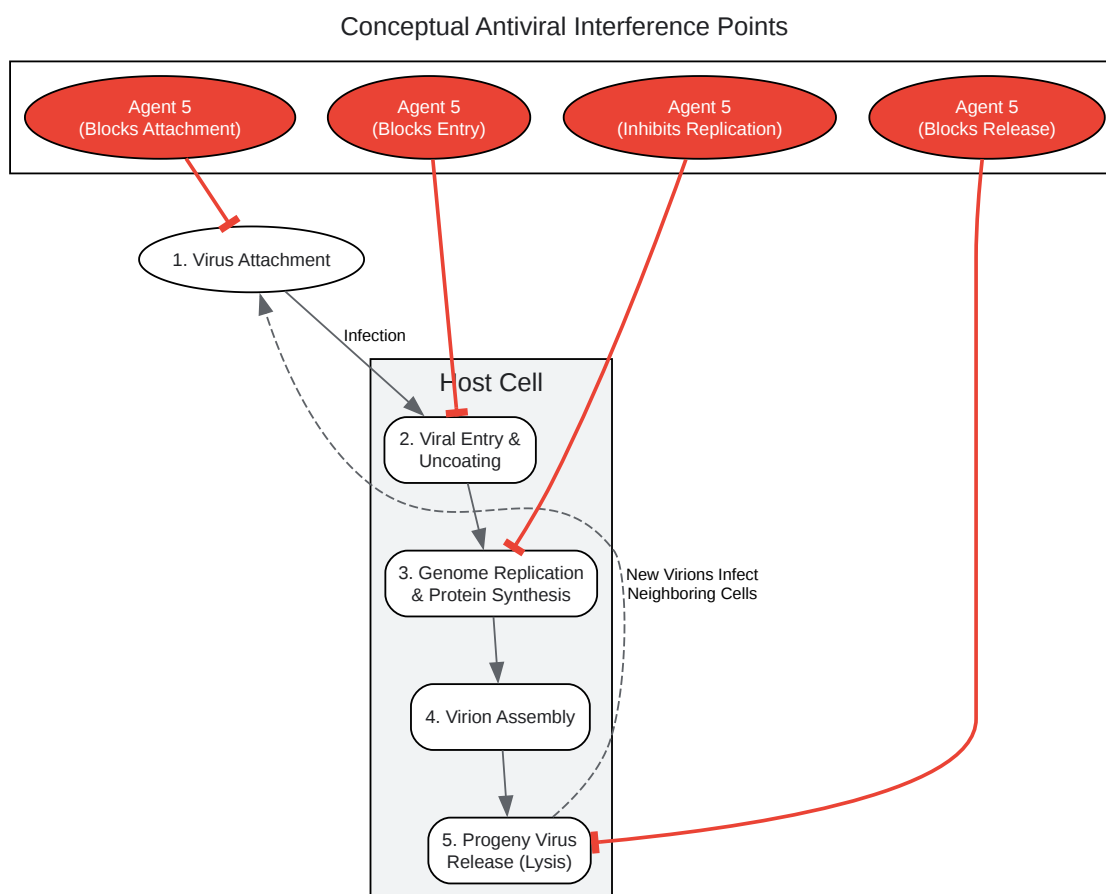 Conceptual Antiviral Interference Points
Agent 5
(Blocks Attachment)
Agent 5
(Blocks Entry)
Agent 5
(Inhibits Replication)
Agent 5
(Blocks Release)
1. Virus Attachment
Infection
Host Cell
2. Viral Entry &
Uncoating
3. Genome Replication
& Protein Synthesis
New Virions Infect
Neighboring Cells
4. Virion Assembly
5. Progeny Virus
Release (Lysis)